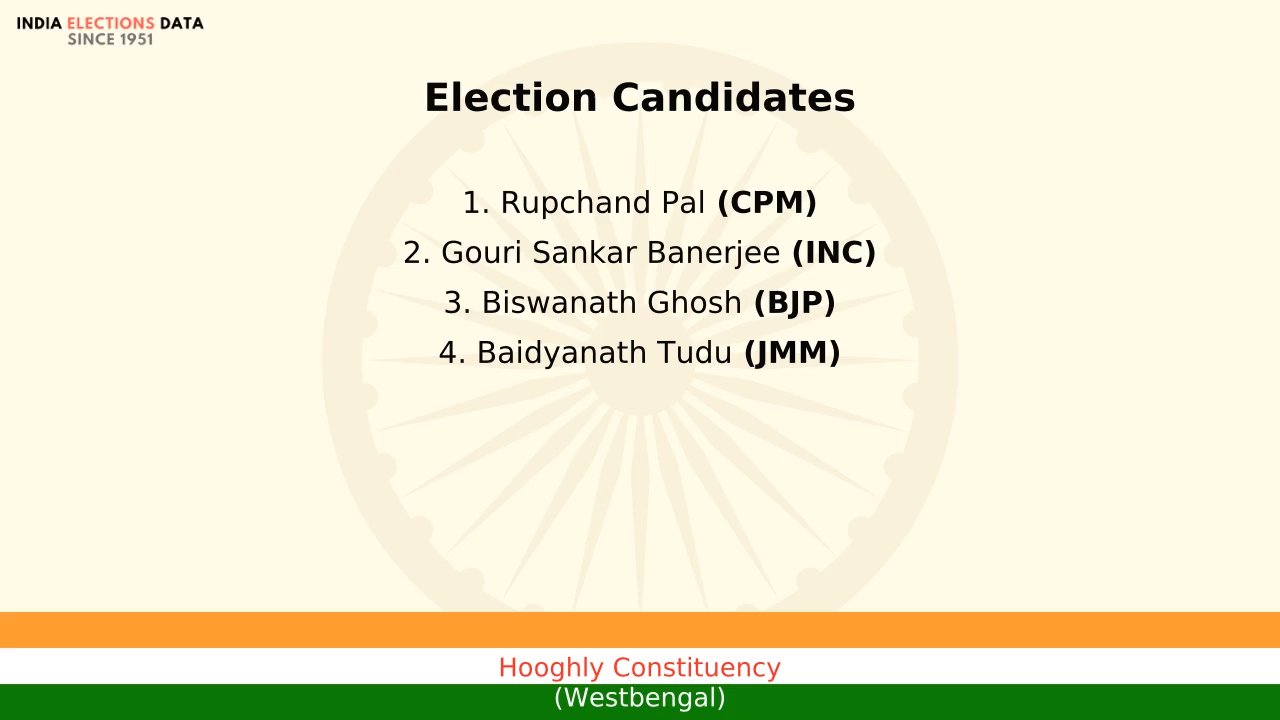 INDIA ELECTIONS DATA
SINCE 1951
Election Candidates
1. Rupchand Pal (CPM)
2. Gouri Sankar Banerjee (INC)
3. Biswanath Ghosh (BJP)
4. Baidyanath Tudu (JMM)
Hooghly Constituency
(Westbengal)